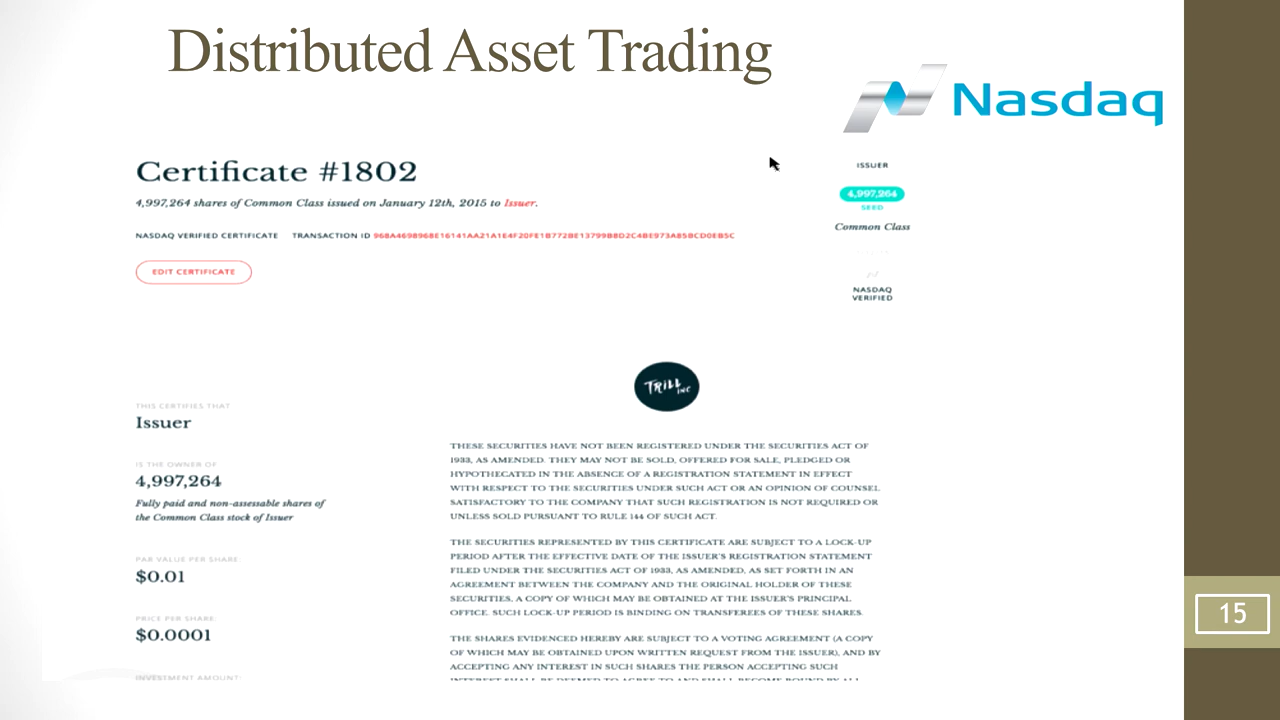 Distributed Asset Trading
Nasdaq
Certificate #1802
4,997,264 shares of Common Class issued on January 12th, 2015 to Issuer.
NASDAQ VERIFIED CERTIFICATE TRANSACTION ID
EDIT CERTIFICATE
ISSUER
4,997,264
SEED
Common Class
NASDAQ
VERIFIED
TRILL INC
THIS CERTIFIES THAT
Issuer
IS THE OWNER OF
4,997,264
Fully paid and non-assessable shares of
the Common Class stock of Issuer
PAR VALUE PER SHARE:
$0.01
PRICE PER SHARE:
$0.0001
INVESTMENT AMOUNT:
THESE SECURITIES HAVE NOT BEEN REGISTERED UNDER THE SECURITIES ACT OF
1933, AS AMENDED. THEY MAY NOT BE SOLD, OFFERED FOR SALE, PLEDGED OR
HYPOTHECATED IN THE ABSENCE OF A REGISTRATION STATEMENT IN EFFECT
WITH RESPECT TO THE SECURITIES UNDER SUCH ACT OR AN OPINION OF COUNSEL
SATISFACTORY TO THE COMPANY THAT SUCH REGISTRATION IS NOT REQUIRED OR
UNLESS SOLD PURSUANT TO RULE 144 OF SUCH ACT.
THE SECURITIES REPRESENTED BY THIS CERTIFICATE ARE SUBJECT TO A LOCK-UP
PERIOD AFTER THE EFFECTIVE DATE OF THE ISSUER'S REGISTRATION STATEMENT
FILED UNDER THE SECURITIES ACT OF 1933, AS AMENDED, AS SET FORTH IN AN
AGREEMENT BETWEEN THE COMPANY AND THE ORIGINAL HOLDER OF THESE
SECURITIES, A COPY OF WHICH MAY BE OBTAINED AT THE ISSUER'S PRINCIPAL
OFFICE. SUCH LOCK-UP PERIOD IS BINDING ON TRANSFEREES OF THESE SHARES.
THE SHARES EVIDENCED HEREBY ARE SUBJECT TO A VOTING AGREEMENT (A COPY
OF WHICH MAY BE OBTAINED UPON WRITTEN REQUEST FROM THE ISSUER), AND BY
ACCEPTING ANY INTEREST IN SUCH SHARES THE PERSON ACCEPTING SUCH
15